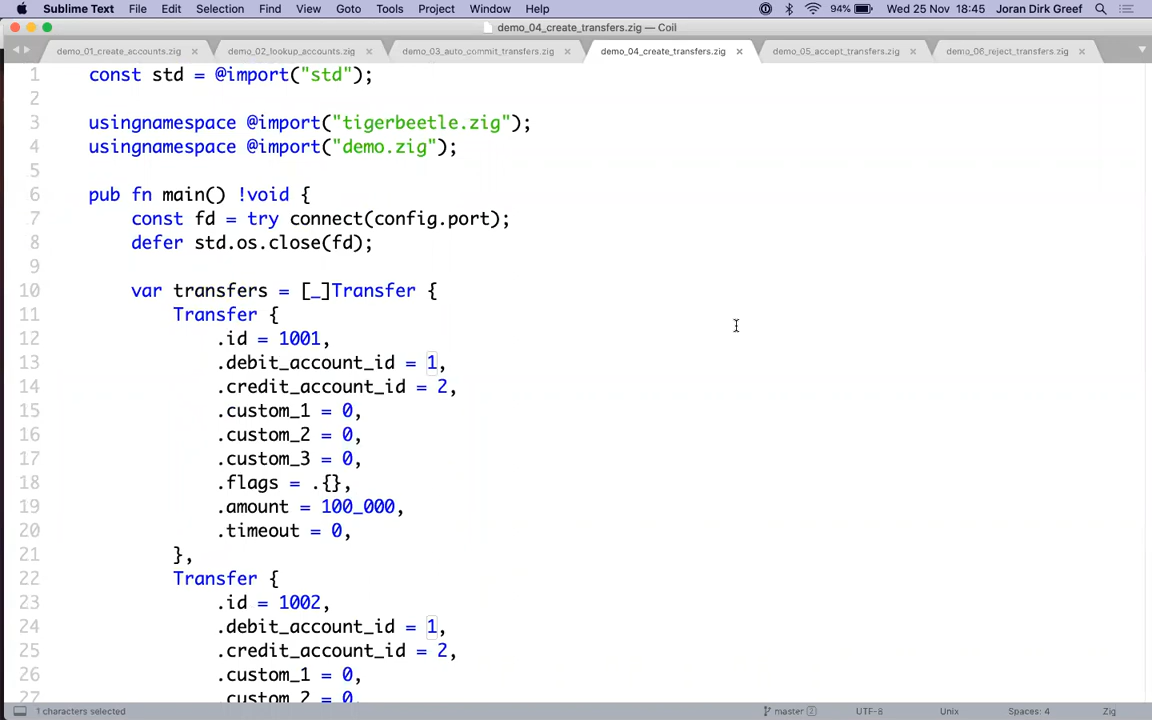 Sublime Text File Edit Selection Find View Goto Tools Project Window Help 94% Wed 25 Nov 18:45 Joran Dirk Greef
demo_04_create_transfers.zig — Coil
demo_01_create_accounts.zig demo_02_lookup_accounts.zig demo_03_auto_commit_transfers.zig demo_04_create_transfers.zig demo_05_accept_transfers.zig demo_06_reject_transfers.zig
1 const std = @import("std");
2
3 usingnamespace @import("tigerbeetle.zig");
4 usingnamespace @import("demo.zig");
5
6 pub fn main() !void {
7 const fd = try connect(config.port);
8 defer std.os.close(fd);
9
10 var transfers = [_]Transfer {
11 Transfer {
12 .id = 1001,
13 .debit_account_id = 1,
14 .credit_account_id = 2,
15 .custom_1 = 0,
16 .custom_2 = 0,
17 .custom_3 = 0,
18 .flags = .{},
19 .amount = 100_000,
20 .timeout = 0,
21 },
22 Transfer {
23 .id = 1002,
24 .debit_account_id = 1,
25 .credit_account_id = 2,
26 .custom_1 = 0,
27 .custom_2 = 0,
1 characters selected master 2 UTF-8 Unix Spaces: 4 Zig